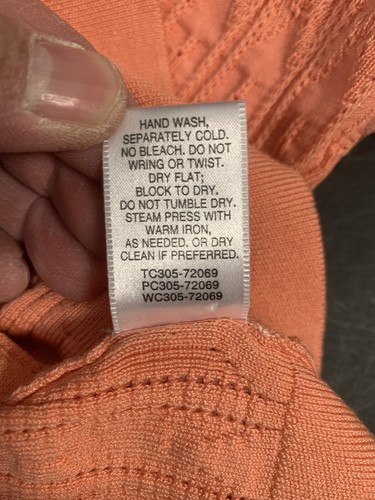 HAND WASH,
SEPARATELY COLD.
NO BLEACH. DO NOT
WRING OR TWIST.
DRY FLAT;
BLOCK TO DRY.
DO NOT TUMBLE DRY.
STEAM PRESS WITH
WARM IRON,
AS NEEDED. OR DRY
CLEAN IF PREFERRED.
TC305-72069
PC305-72069
WC305-72069